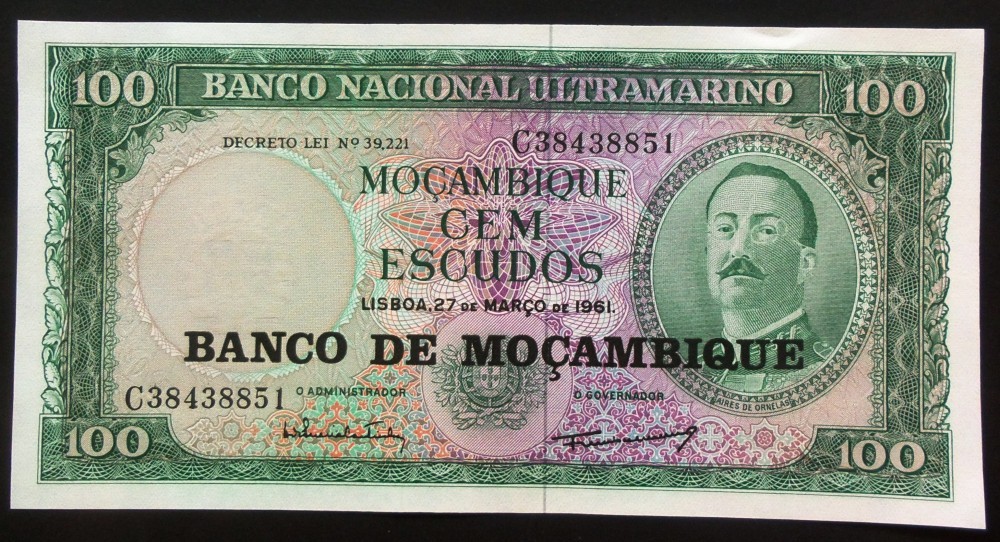 100 BANCO NACIONAL ULTRAMARINO 100
DECRETO LEI Nº 39,221 C38438851
MOÇAMBIQUE
CEM
ESCUDOS
LISBOA, 27 DE MARÇO DE 1961.
BANCO DE MOÇAMBIQUE
C38438851 O ADMINISTRADOR O GOVERNADOR
AIRES DE ORNELAS
100 100